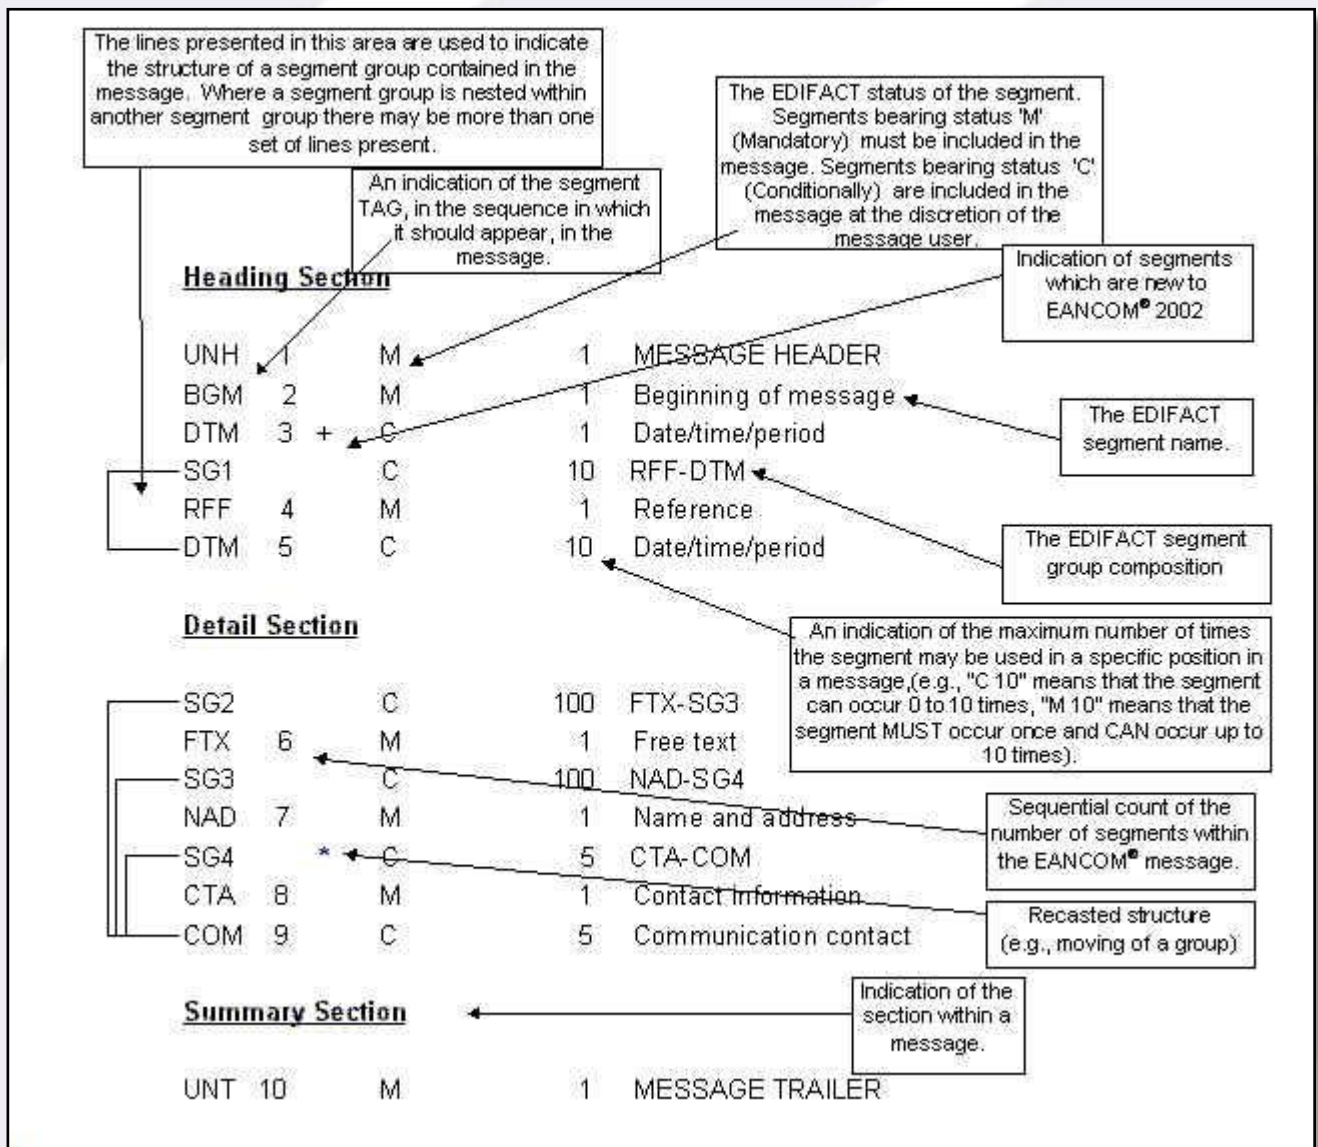 The lines presented in this area are used to indicate
the structure of a segment group contained in the
message. Where a segment group is nested within
another segment group there may be more than one
set of lines present.
The EDIFACT status of the segment.
Segments bearing status 'M'
(Mandatory) must be included in the
message. Segments bearing status 'C'
(Conditionally) are included in the
message at the discretion of the
message user.
An indication of the segment
TAG, in the sequence in which
it should appear, in the
message.
Indication of segments
which are new to
EANCOM® 2002
Heading Section
UNH 1 M 1 MESSAGE HEADER
BGM 2 M 1 Beginning of message
DTM 3 + C 1 Date/time/period
SG1 C 10 RFF-DTM
RFF 4 M 1 Reference
DTM 5 C 10 Date/time/period
The EDIFACT
segment name.
The EDIFACT segment
group composition
An indication of the maximum number of times
the segment may be used in a specific position in
a message,(e.g., "C 10" means that the segment
can occur 0 to 10 times, "M 10" means that the
segment MUST occur once and CAN occur up to
10 times).
Detail Section
SG2 C 100 FTX-SG3
FTX 6 M 1 Free text
SG3 C 100 NAD-SG4
NAD 7 M 1 Name and address
SG4 * C 5 CTA-COM
CTA 8 M 1 Contact Information
COM 9 C 5 Communication contact
Sequential count of the
number of segments within
the EANCOM® message.
Recasted structure
(e.g., moving of a group)
Indication of the
section within a
message.
Summary Section
UNT 10 M 1 MESSAGE TRAILER